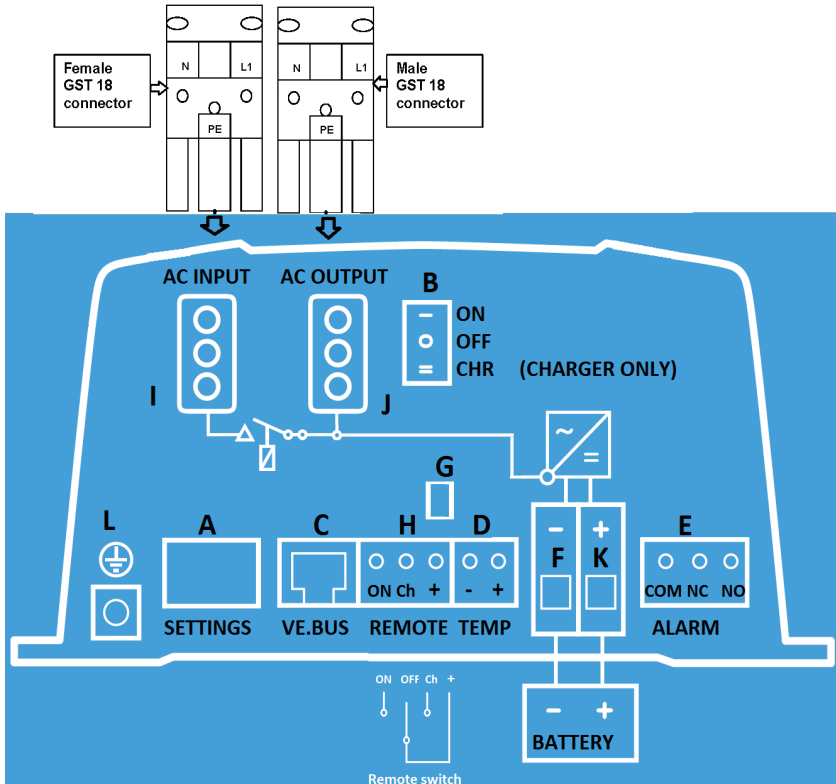 Female
GST 18
connector
N L1
PE
N L1
PE
Male
GST 18
connector
AC INPUT AC OUTPUT B
ON
OFF
CHR (CHARGER ONLY)
I J
G
L A C H D F K E
- +
ON Ch + - + COM NC NO
SETTINGS VE.BUS REMOTE TEMP ALARM
ON OFF Ch +
- +
BATTERY
Remote switch